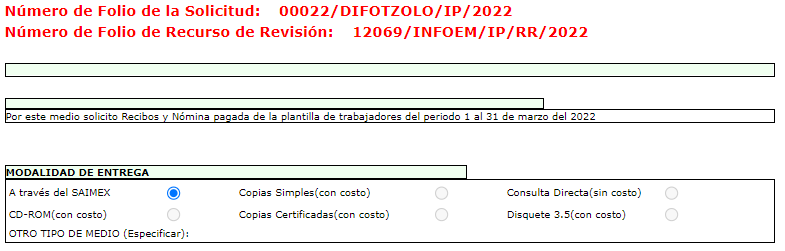 Número de Folio de la Solicitud: 00022/DIFOTZOLO/IP/2022
Número de Folio de Recurso de Revisión: 12069/INFOEM/IP/RR/2022
Por este medio solicito Recibos y Nómina pagada de la plantilla de trabajadores del periodo 1 al 31 de marzo del 2022
MODALIDAD DE ENTREGA
A través del SAIMEX Copias Simples(con costo) Consulta Directa(sin costo)
CD-ROM(con costo) Copias Certificadas(con costo) Disquete 3.5(con costo)
OTRO TIPO DE MEDIO (Especificar):